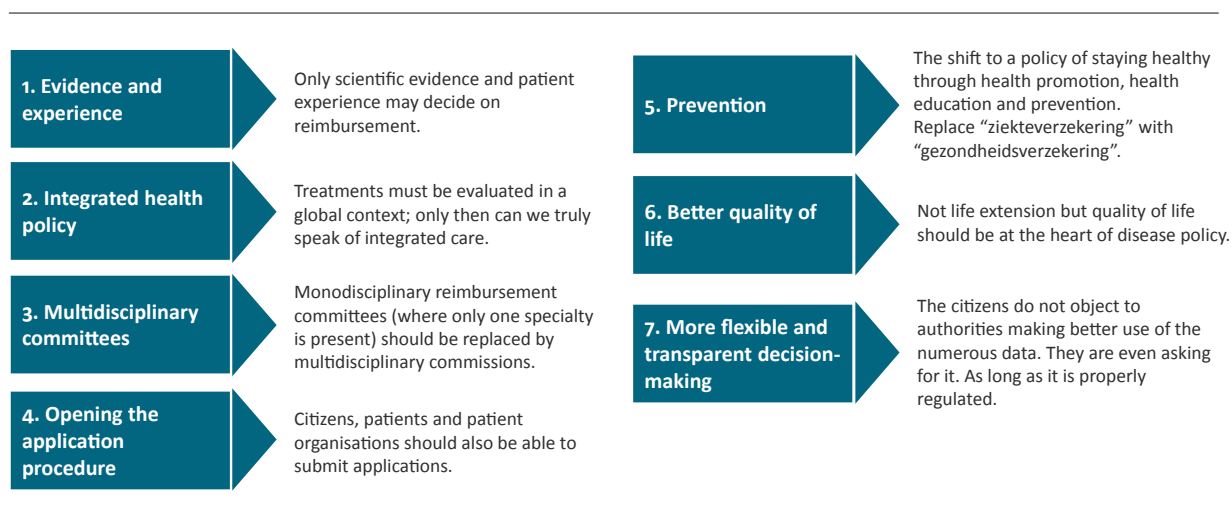 1. Evidence and
experience
Only scientific evidence and patient
experience may decide on
reimbursement.
2. Integrated health
policy
Treatments must be evaluated in a
global context; only then can we truly
speak of integrated care.
3. Multidisciplinary
committees
Monodisciplinary reimbursement
committees (where only one specialty
is present) should be replaced by
multidisciplinary commissions.
4. Opening the
application
procedure
Citizens, patients and patient
organisations should also be able to
submit applications.
5. Prevention
The shift to a policy of staying healthy
through health promotion, health
education and prevention.
Replace “ziekteverzekering” with
“gezondheidsverzekering”.
6. Better quality of
life
Not life extension but quality of life
should be at the heart of disease policy.
7. More flexible and
transparent decision-
making
The citizens do not object to
authorities making better use of the
numerous data. They are even asking
for it. As long as it is properly
regulated.